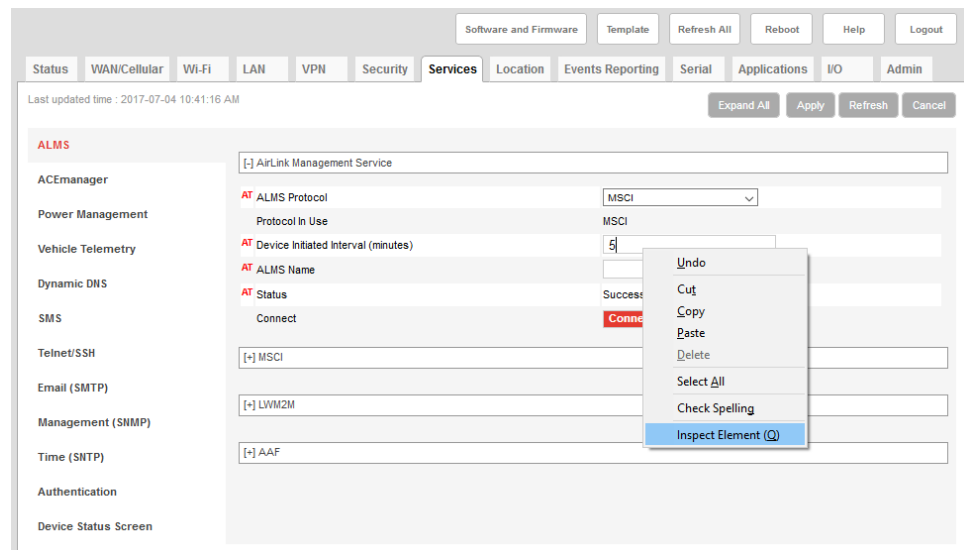 Software and Firmware Template Refresh All Reboot Help Logout
Status WAN/Cellular Wi-Fi LAN VPN Security Services Location Events Reporting Serial Applications I/O Admin
Last updated time : 2017-07-04 10:41:16 AM
Expand All Apply Refresh Cancel
ALMS
[-] AirLink Management Service
ACEmanager
AT ALMS Protocol MSCI
Power Management
Protocol In Use MSCI
Vehicle Telemetry
AT Device Initiated Interval (minutes) 5
Undo
AT ALMS Name
Dynamic DNS
Cut
AT Status Success
Copy
SMS
Connect Conne
Paste
Telnet/SSH
[+] MSCI
Delete
Email (SMTP)
Select All
[+] LWM2M
Check Spelling
Management (SNMP)
Inspect Element (Q)
Time (SNTP)
[+] AAF
Authentication
Device Status Screen